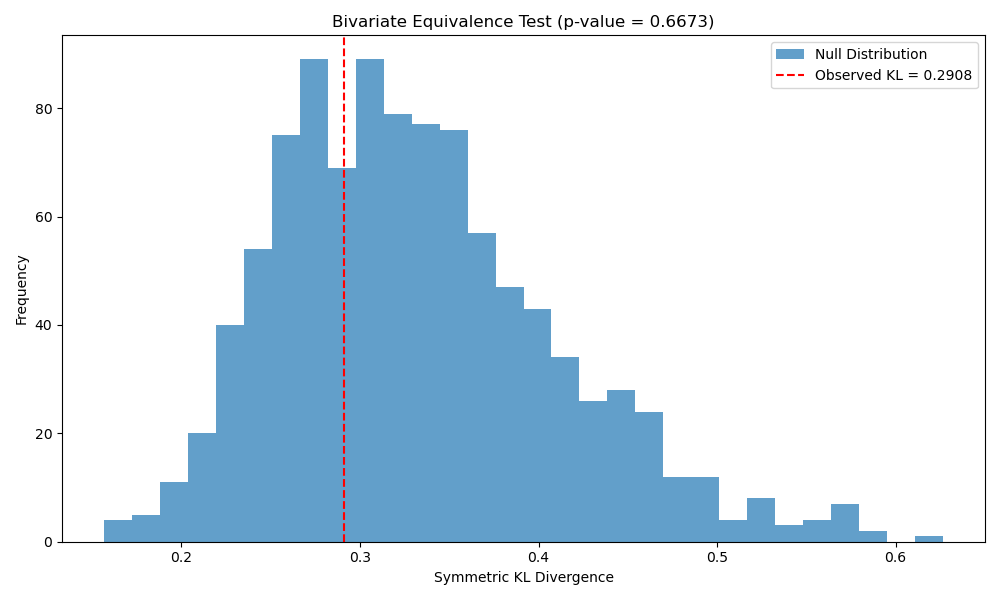 Bivariate Equivalence Test (p-value = 0.6673)
Null Distribution
Observed KL = 0.2908
Frequency
80
60
40
20
0
0.2 0.3 0.4 0.5 0.6
Symmetric KL Divergence